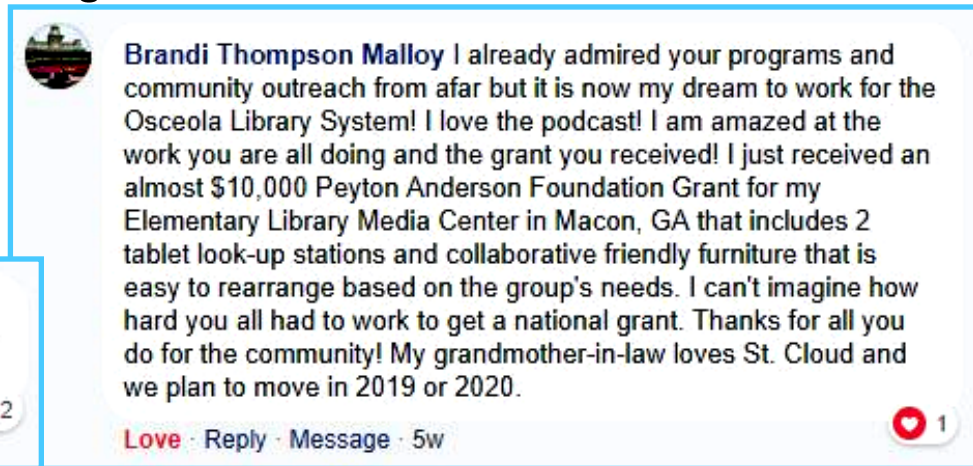 Brandi Thompson Malloy I already admired your programs and
community outreach from afar but it is now my dream to work for the
Osceola Library System! I love the podcast! I am amazed at the
work you are all doing and the grant you received! I just received an
almost $10,000 Peyton Anderson Foundation Grant for my
Elementary Library Media Center in Macon, GA that includes 2
tablet look-up stations and collaborative friendly furniture that is
easy to rearrange based on the group's needs. I can't imagine how
hard you all had to work to get a national grant. Thanks for all you
do for the community! My grandmother-in-law loves St. Cloud and
we plan to move in 2019 or 2020.
2
Love · Reply · Message · 5w
1